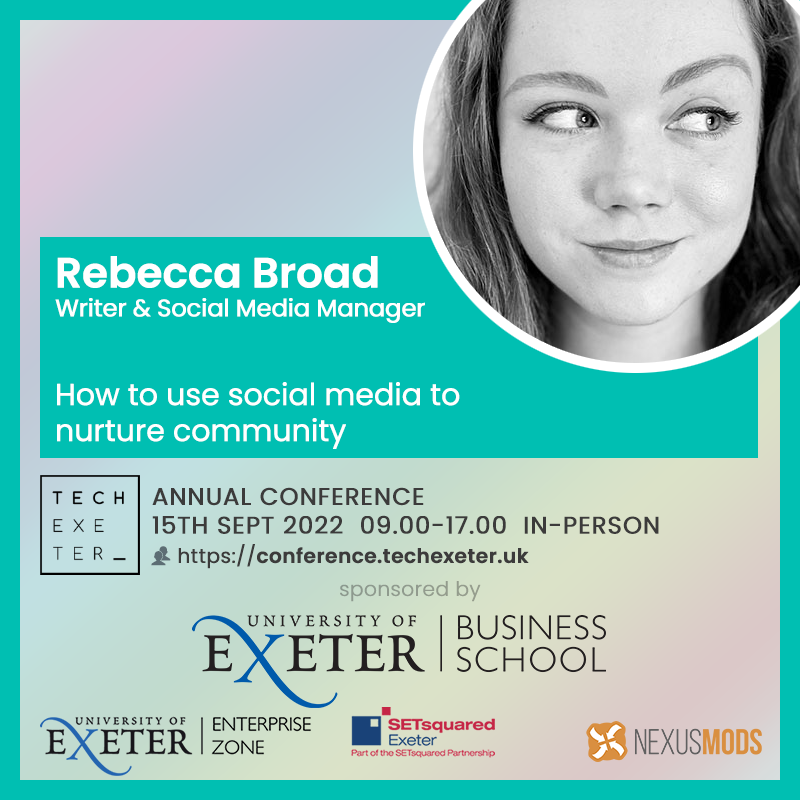 Rebecca Broad
Writer & Social Media Manager
How to use social media to
nurture community
TECH
EXE
TER_
ANNUAL CONFERENCE
15TH SEPT 2022 09.00-17.00 IN-PERSON
https://conference.techexeter.uk
sponsored by
UNIVERSITY OF
EXETER
BUSINESS
SCHOOL
UNIVERSITY OF
EXETER
ENTERPRISE
ZONE
SETsquared
Exeter
Part of the SETsquared Partnership
NEXUSMODS